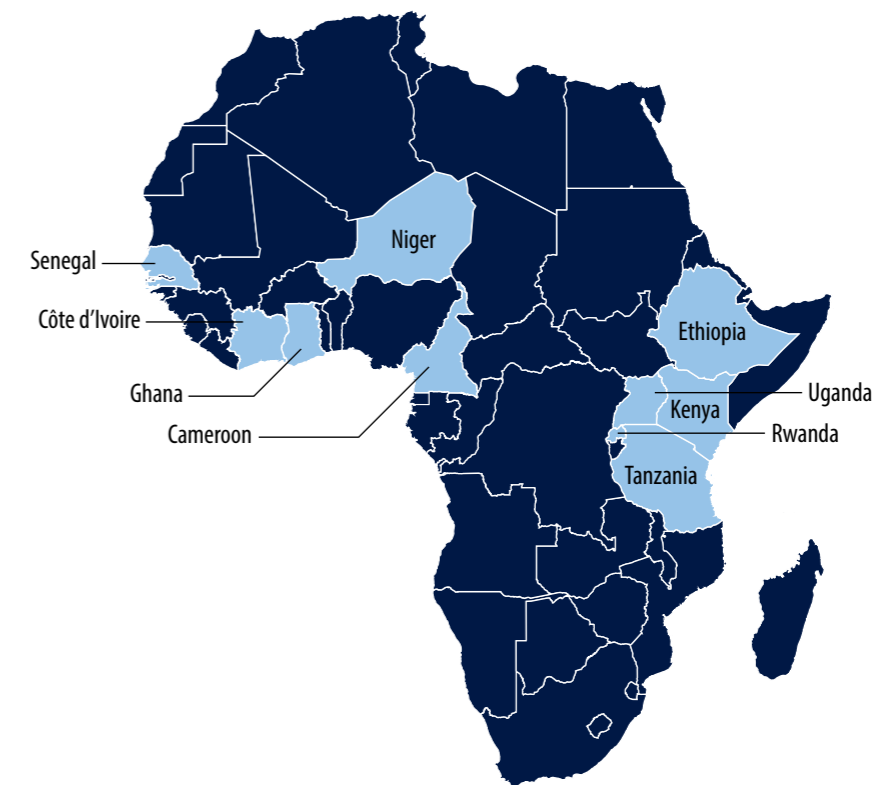 Niger
Senegal
Côte d’Ivoire
Ethiopia
Ghana
Uganda
Kenya
Cameroon
Rwanda
Tanzania